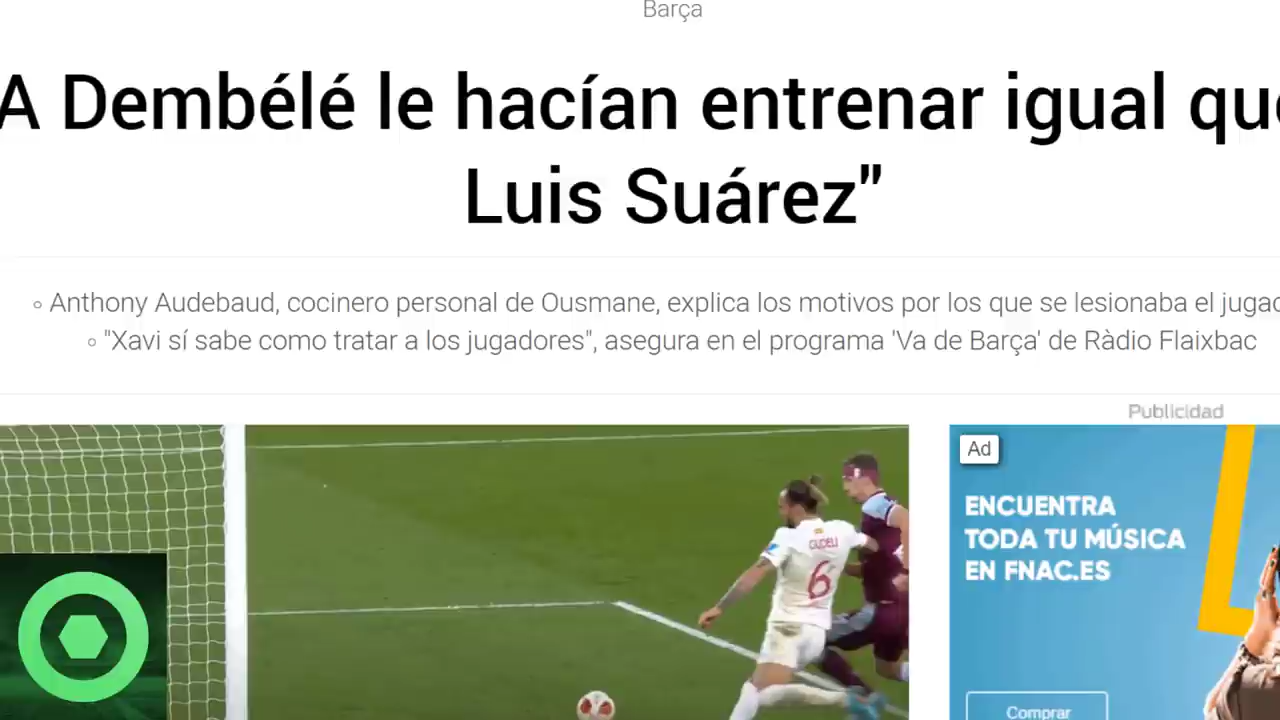 Barça
A Dembélé le hacían entrenar igual que
Luis Suárez"
Anthony Audebaud, cocinero personal de Ousmane, explica los motivos por los que se lesionaba el jugad
"Xavi sí sabe como tratar a los jugadores", asegura en el programa 'Va de Barça' de Ràdio Flaixbac
Publicidad
Ad
ENCUENTRA
TODA TU MÚSICA
EN FNAC.ES
GUDELJ
6
Comprar